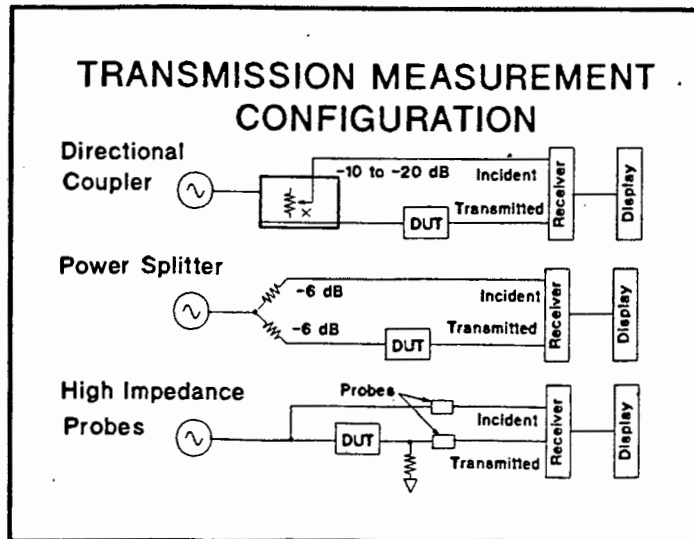 TRANSMISSION MEASUREMENT
CONFIGURATION
Directional
Coupler
-10 to -20 dB
Incident
Transmitted
DUT
Receiver
Display
Power Splitter
-6 dB
-6 dB
Incident
Transmitted
DUT
Receiver
Display
High Impedance
Probes
Probes
Incident
DUT
Transmitted
Receiver
Display